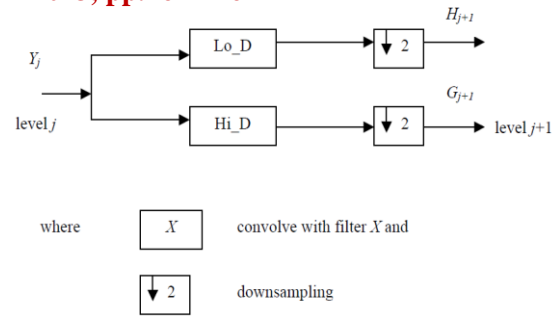 H_{j+1}
Lo_D 2
Y_j
G_{j+1}
level j Hi_D 2 level j+1
where X convolve with filter X and
2 downsampling